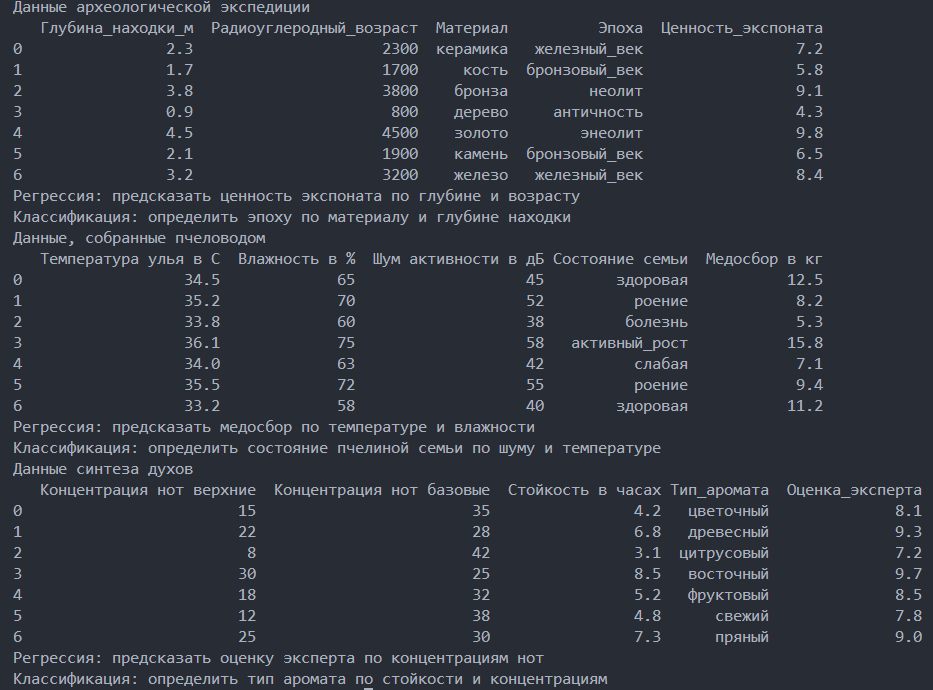 Данные археологической экспедиции
Глубина_находки_м Радиоуглеродный_возраст Материал Эпоха Ценность_экспоната
0 2.3 2300 керамика железный_век 7.2
1 1.7 1700 кость бронзовый_век 5.8
2 3.8 3800 бронза неолит 9.1
3 0.9 800 дерево античность 4.3
4 4.5 4500 золото энеолит 9.8
5 2.1 1900 камень бронзовый_век 6.5
6 3.2 3200 железо железный_век 8.4
Регрессия: предсказать ценность экспоната по глубине и возрасту
Классификация: определить эпоху по материалу и глубине находки
Данные, собранные пчеловодом
Температура улья в С Влажность в % Шум активности в дБ Состояние семьи Медосбор в кг
0 34.5 65 45 здоровая 12.5
1 35.2 70 52 роение 8.2
2 33.8 60 38 болезнь 5.3
3 36.1 75 58 активный_рост 15.8
4 34.0 63 42 слабая 7.1
5 35.5 72 55 роение 9.4
6 33.2 58 40 здоровая 11.2
Регрессия: предсказать медосбор по температуре и влажности
Классификация: определить состояние пчелиной семьи по шуму и температуре
Данные синтеза духов
Концентрация нот верхние Концентрация нот базовые Стойкость в часах Тип_аромата Оценка_эксперта
0 15 35 4.2 цветочный 8.1
1 22 28 6.8 древесный 9.3
2 8 42 3.1 цитрусовый 7.2
3 30 25 8.5 восточный 9.7
4 18 32 5.2 фруктовый 8.5
5 12 38 4.8 свежий 7.8
6 25 30 7.3 пряный 9.0
Регрессия: предсказать оценку эксперта по концентрациям нот
Классификация: определить тип аромата по стойкости и концентрациям